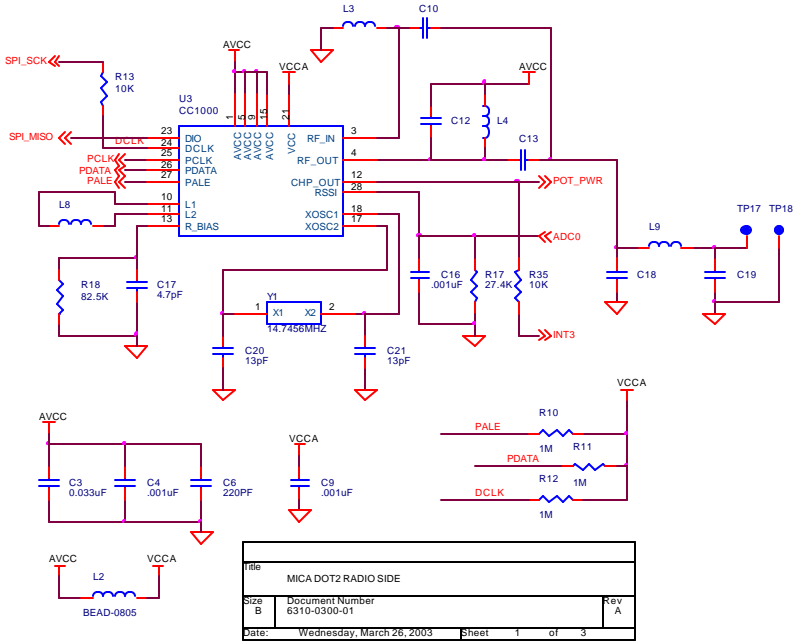 L3
C10
SPI_SCK
AVCC
VCCA
AVCC
R13
10K
U3
CC1000
C12
L4
C13
SPI_MISO
DCLK
PCLK
PDATA
PALE
23
24
25
26
27
10
11
13
DIO
DCLK
PCLK
PDATA
PALE
L1
L2
R_BIAS
1
5
9
15
21
AVCC
AVCC
AVCC
AVCC
VCC
RF_IN
RF_OUT
CHP_OUT
RSSI
XOSC1
XOSC2
3
4
12
28
18
17
POT_PWR
ADC0
INT3
L8
R18
82.5K
C17
4.7pF
C16
.001uF
R17
27.4K
R35
10K
L9
TP17
TP18
C18
C19
Y1
1
X1
X2
2
14.7456MHZ
C20
13pF
C21
13pF
AVCC
C3
0.033uF
C4
.001uF
C6
220PF
VCCA
C9
.001uF
VCCA
PALE
R10
1M
PDATA
R11
1M
DCLK
R12
1M
AVCC
VCCA
L2
BEAD-0805
Title
MICA DOT2 RADIO SIDE
Size
B
Document Number
6310-0300-01
Rev
A
Date: Wednesday, March 26, 2003 Sheet 1 of 3